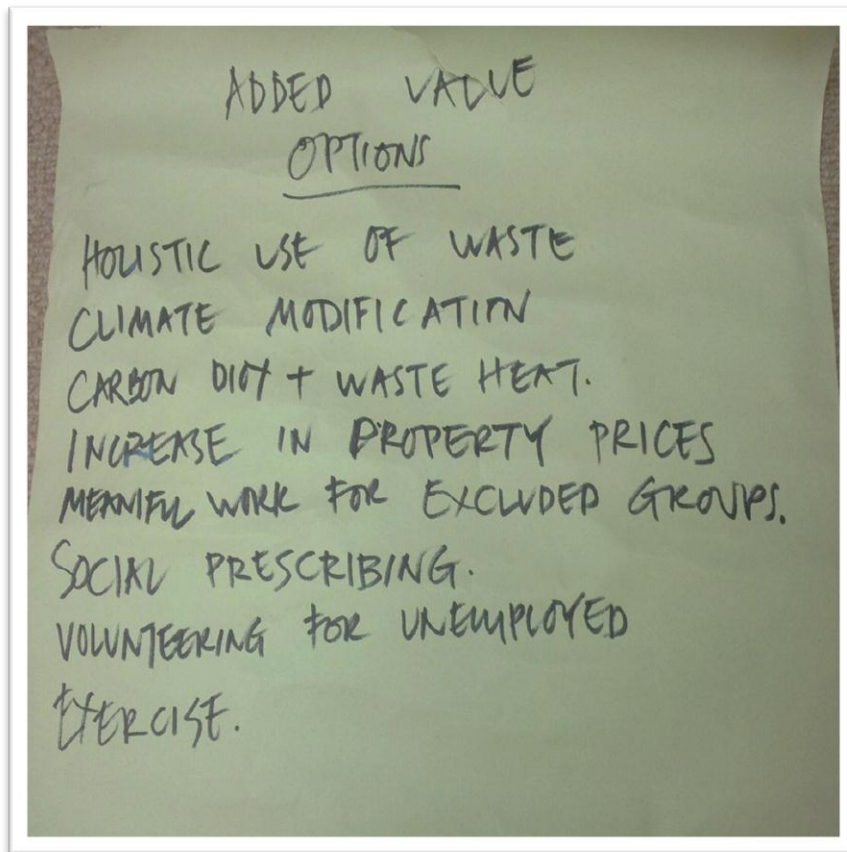 ADDED VALUE
OPTIONS
HOLISTIC USE OF WASTE
CLIMATE MODIFICATION
CARBON DIOX + WASTE HEAT.
INCREASE IN PROPERTY PRICES
MEANIFUL WORK FOR EXCLUDED GROUPS.
SOCIAL PRESCRIBING.
VOLUNTEERING FOR UNEMPLOYED
EXERCISE.